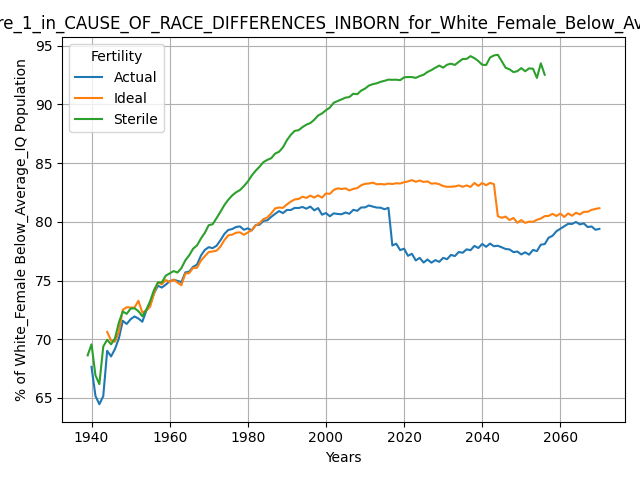 re_1_in_CAUSE_OF_RACE_DIFFERENCES_INBORN_for_White_Female_Below_Av
95
90
85
80
75
70
65
% of White_Female Below_Average_IQ Population
Fertility
Actual
Ideal
Sterile
1940 1960 1980 2000 2020 2040 2060
Years